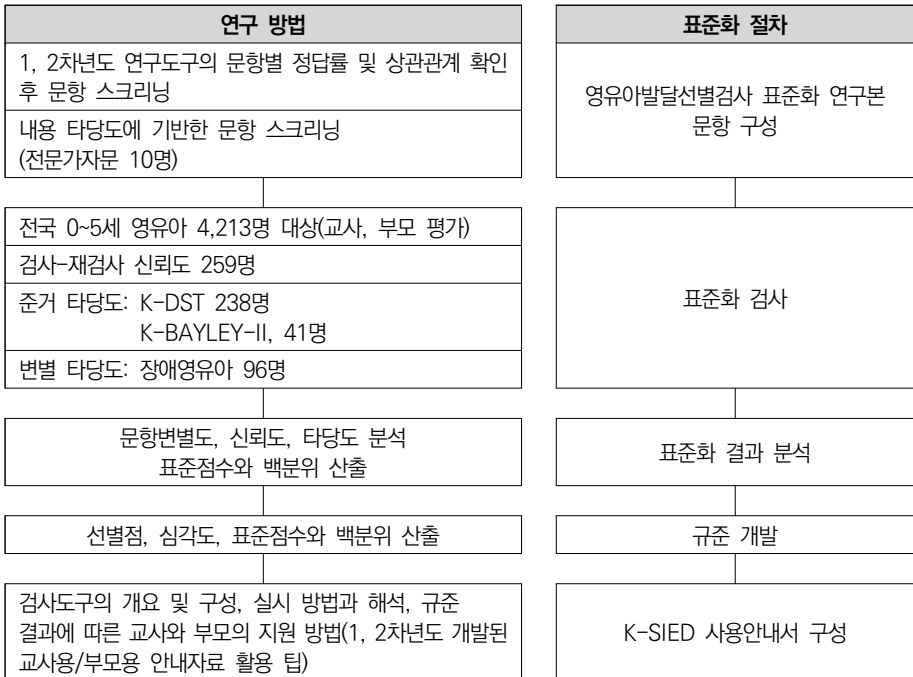 연구 방법
표준화 절차
1, 2차년도 연구도구의 문항별 정답률 및 상관관계 확인
후 문항 스크리닝
내용 타당도에 기반한 문항 스크리닝
(전문가자문 10명)
영유아발달선별검사 표준화 연구본
문항 구성
전국 0~5세 영유아 4,213명 대상(교사, 부모 평가)
검사-재검사 신뢰도 259명
준거 타당도: K-DST 238명
K-BAYLEY-II, 41명
변별 타당도: 장애영유아 96명
표준화 검사
문항변별도, 신뢰도, 타당도 분석
표준점수와 백분위 산출
표준화 결과 분석
선별점, 심각도, 표준점수와 백분위 산출
규준 개발
검사도구의 개요 및 구성, 실시 방법과 해석, 규준
결과에 따른 교사와 부모의 지원 방법(1, 2차년도 개발된
교사용/부모용 안내자료 활용 팁)
K-SIED 사용안내서 구성